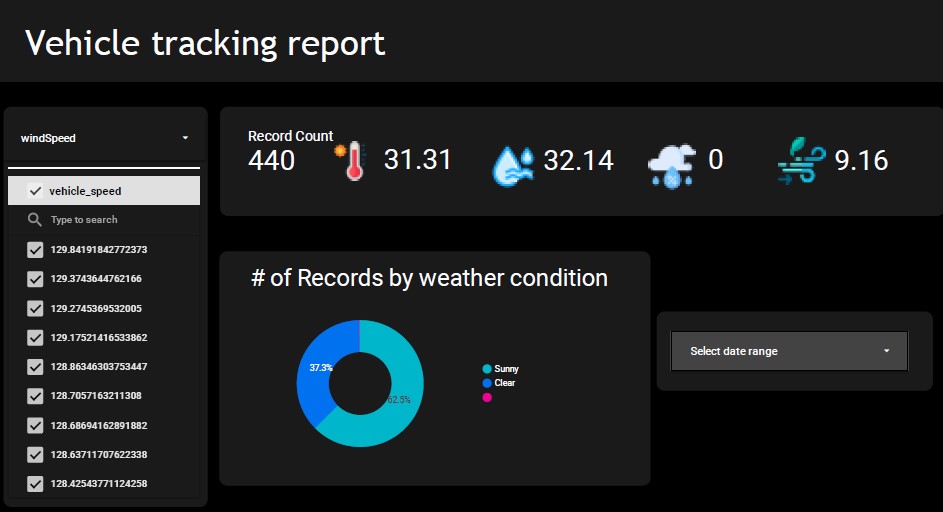 Vehicle tracking report
windSpeed
vehicle_speed
Type to search
129.84191842772373
129.3743644762166
129.2745369532005
129.17521416533862
128.86346303753447
128.7057163211308
128.68694162891882
128.63711707622338
128.42543771124258
Record Count
440
31.31
32.14
0
9.16
# of Records by weather condition
37.3%
62.5%
Sunny
Clear
Select date range